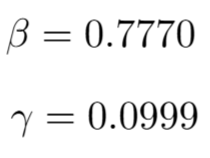 β = 0.7770
γ = 0.0999